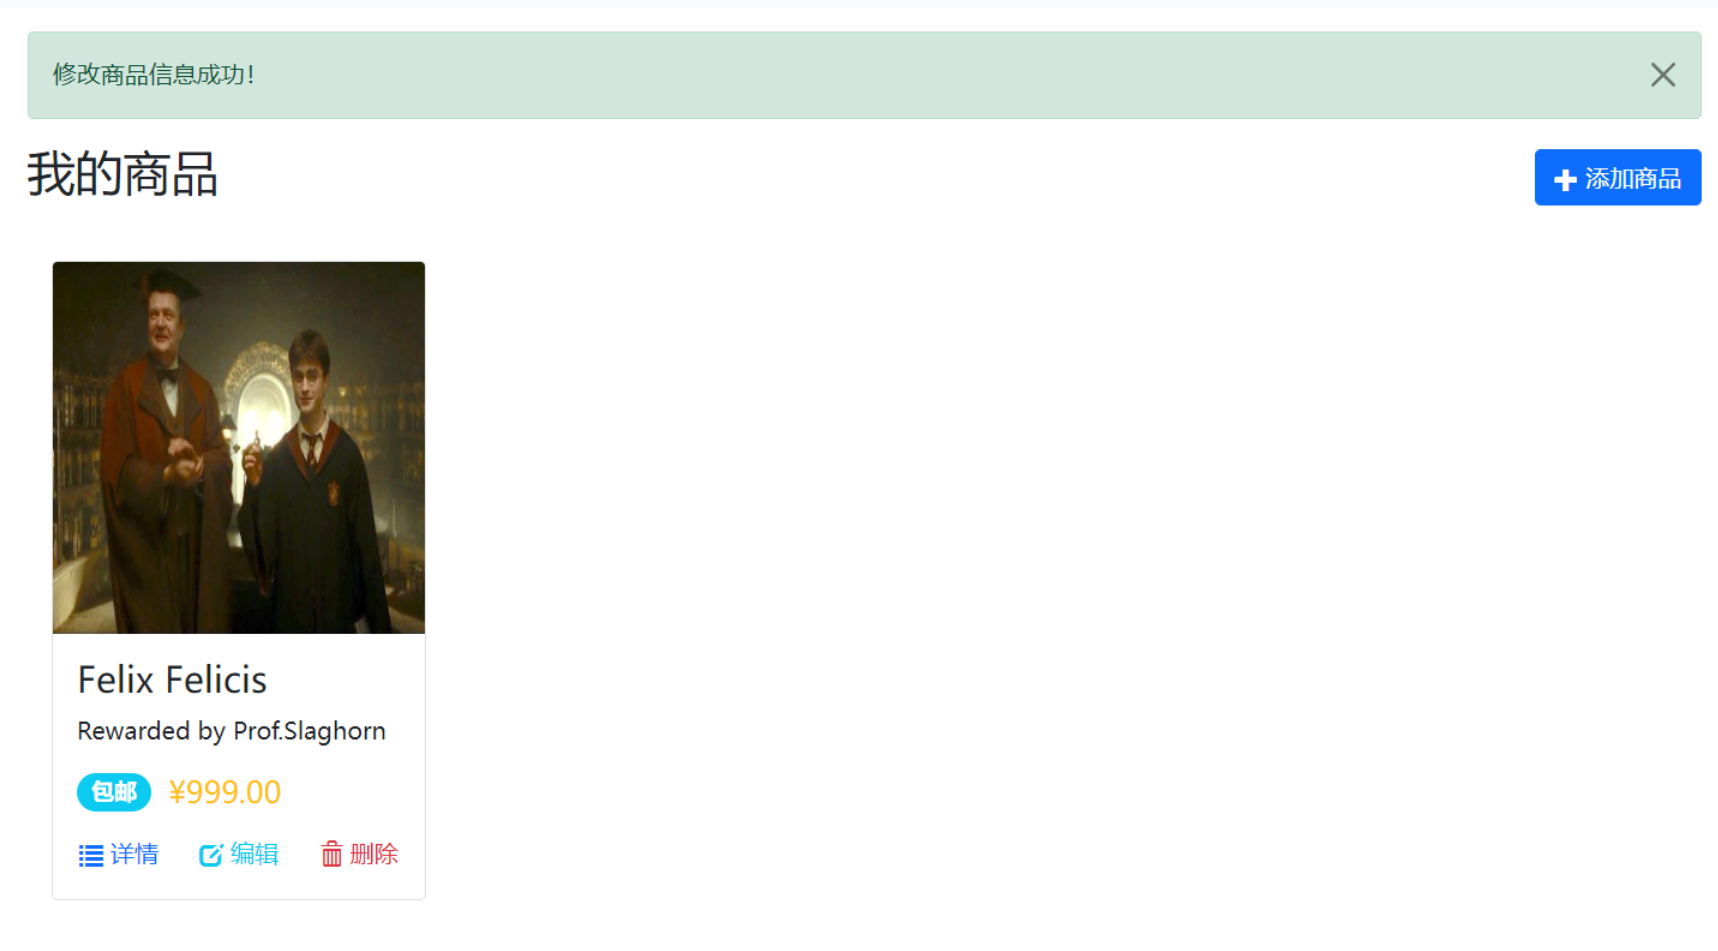 修改商品信息成功！
我的商品
添加商品
Felix Felicis
Rewarded by Prof.Slaghorn
包邮 ¥999.00
详情 编辑 删除